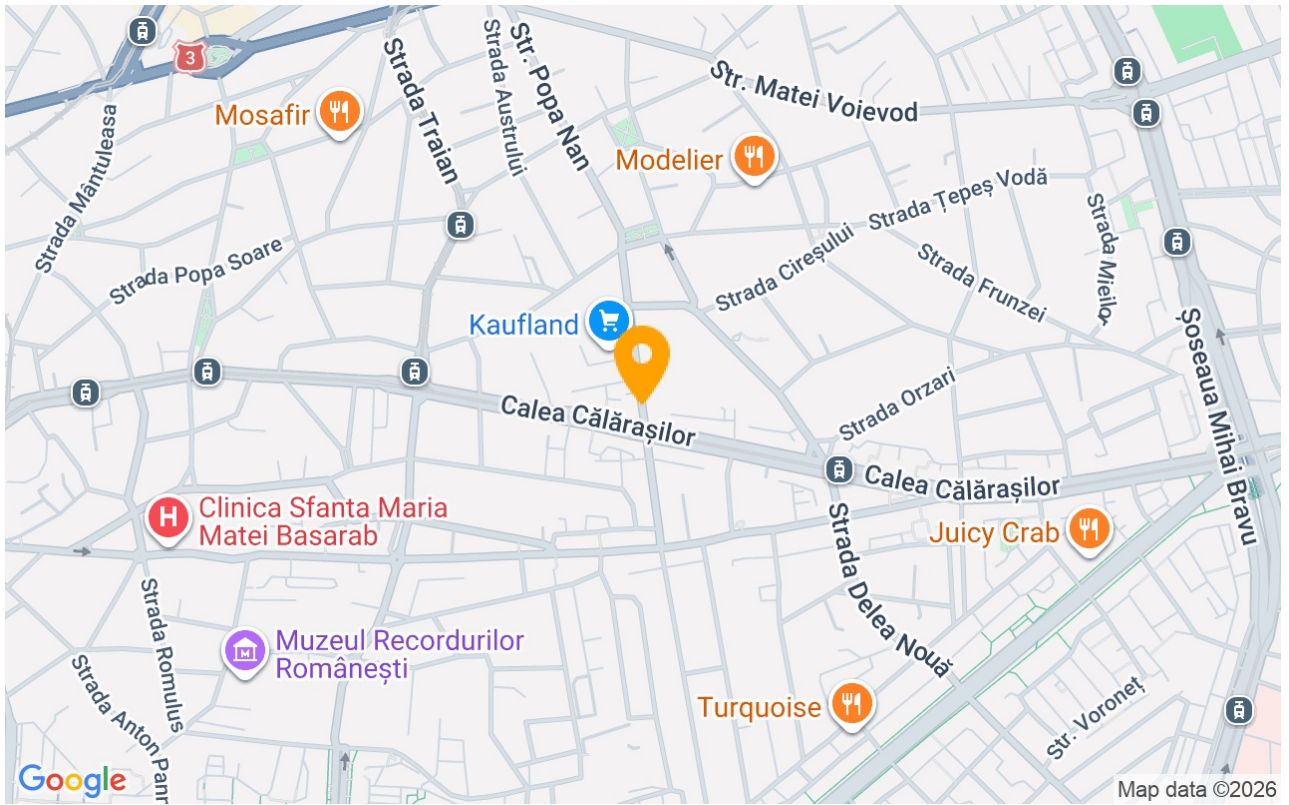 3
Mosafir
Strada Mântuleasa
Strada Traian
Strada Austrului
Str. Popa Nan
Str. Matei Voievod
Modelier
Strada Popa Soare
Strada Cireșului
Strada Țepeș Vodă
Strada Frunzei
Strada Mieilor
Șoseaua Mihai Bravu
Kaufland
Calea Călărașilor
Strada Orzari
Calea Călărașilor
H
Clinica Sfanta Maria
Matei Basarab
Juicy Crab
Strada Delea Nouă
Strada Romulus
M
Muzeul Recordurilor
Românești
Strada Anton Pann
Turquoise
Str. Voroneț
Google
Map data ©2026